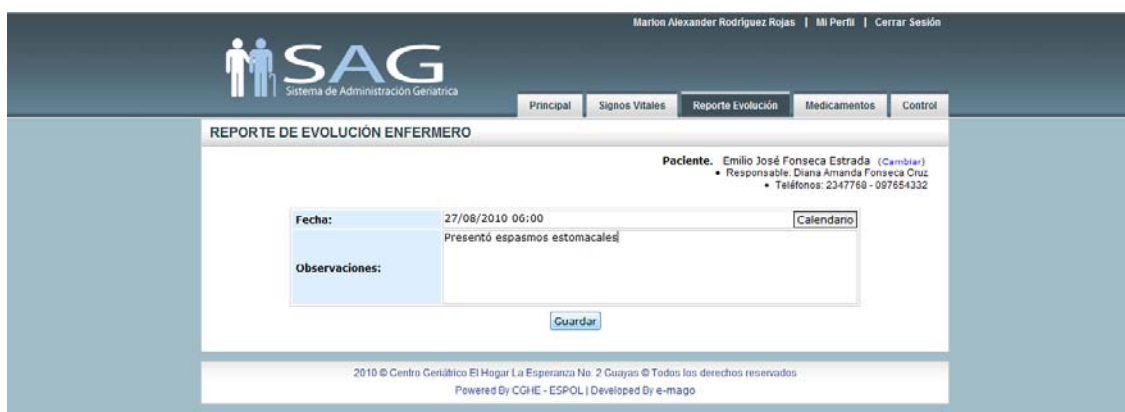 Marlon Alexander Rodríguez Rojas | Mi Perfil | Cerrar Sesión
SAG
Sistema de Administración Geriatrica
Principal Signos Vitales Reporte Evolución Medicamentos Control
REPORTE DE EVOLUCIÓN ENFERMERO
Paciente. Emilio José Fonseca Estrada (Cambiar)
• Responsable: Diana Amanda Fonseca Cruz
• Teléfonos: 2347768 - 097654332
Fecha: 27/08/2010 06:00 Calendario
Presentó espasmos estomacales
Observaciones:
Guardar
2010 © Centro Geriátrico El Hogar La Esperanza No. 2 Guayas © Todos los derechos reservados
Powered By CGHE - ESPOL | Developed By e-mago